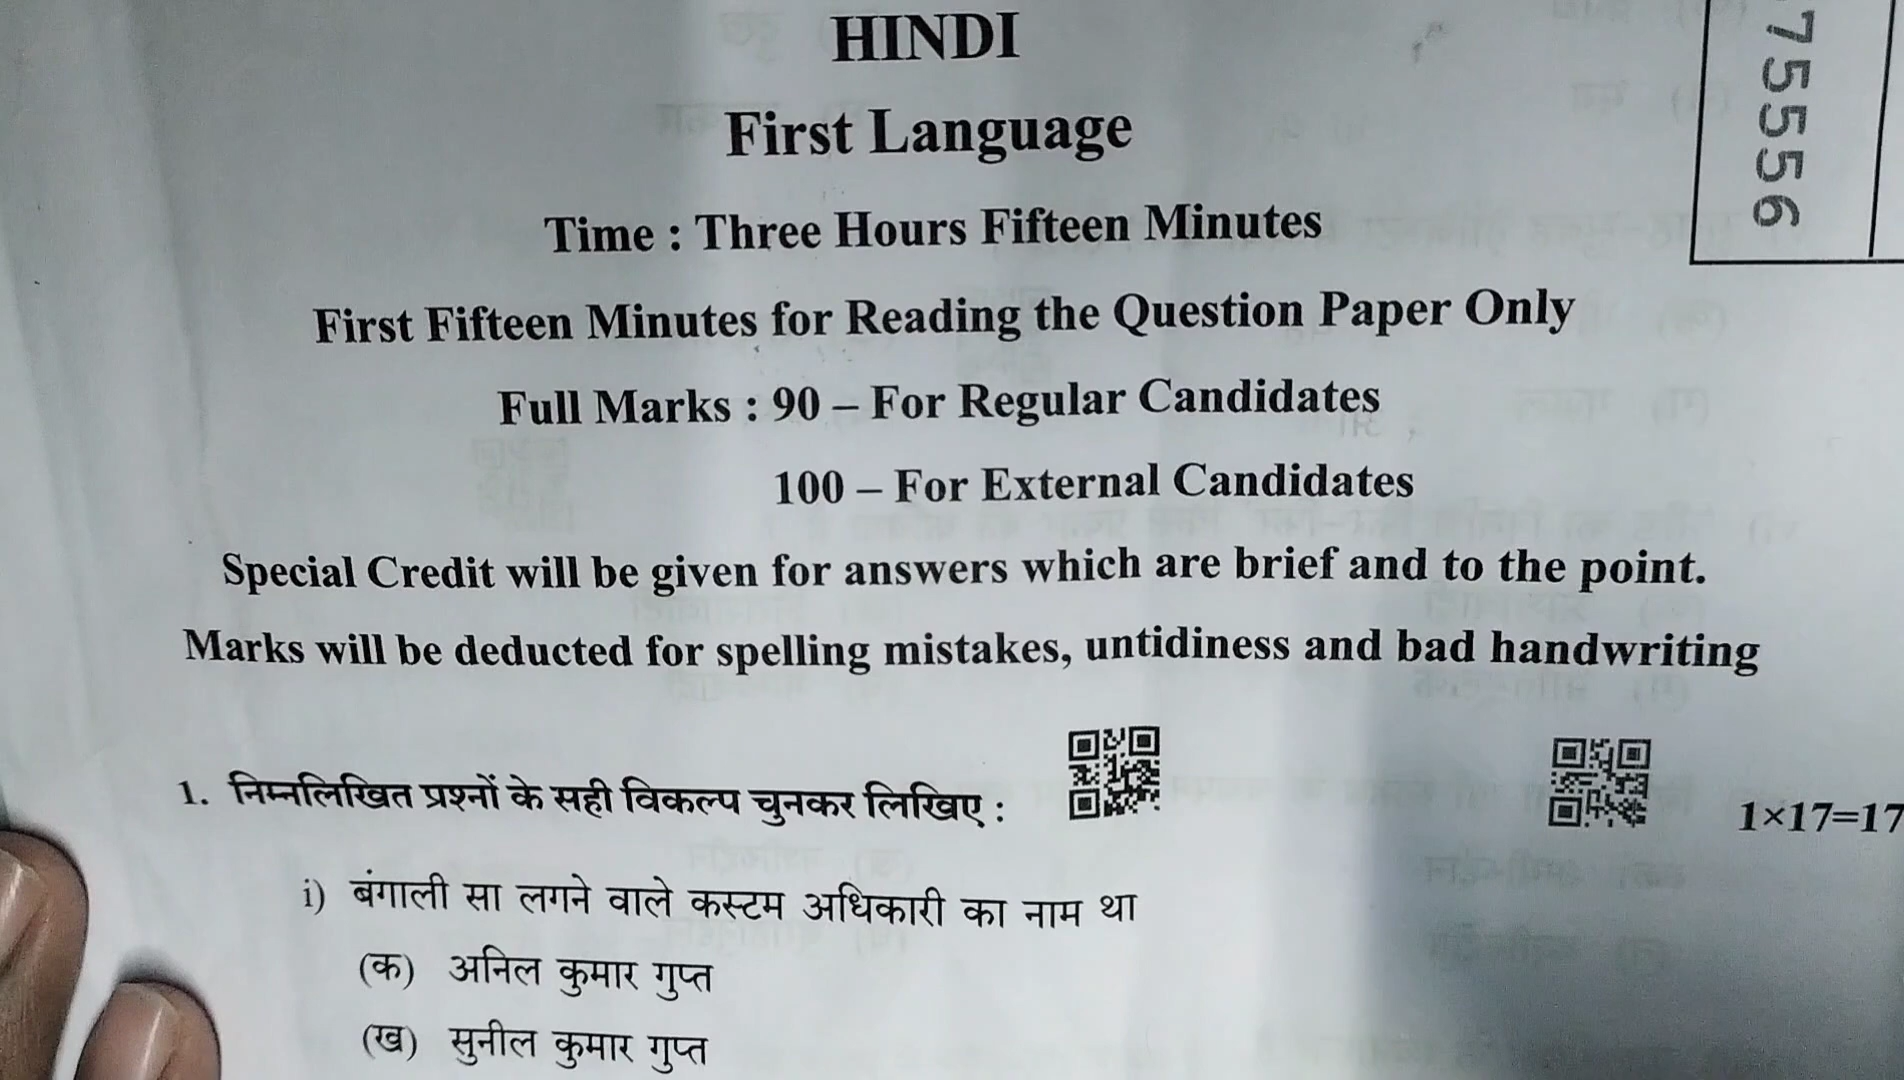 HINDI
75556
First Language
Time : Three Hours Fifteen Minutes
First Fifteen Minutes for Reading the Question Paper Only
Full Marks : 90 – For Regular Candidates
100 – For External Candidates
Special Credit will be given for answers which are brief and to the point.
Marks will be deducted for spelling mistakes, untidiness and bad handwriting
1. निम्नलिखित प्रश्नों के सही विकल्प चुनकर लिखिए : 1×17=17
i) बंगाली सा लगने वाले कस्टम अधिकारी का नाम था
(क) अनिल कुमार गुप्त
(ख) सुनील कुमार गुप्त